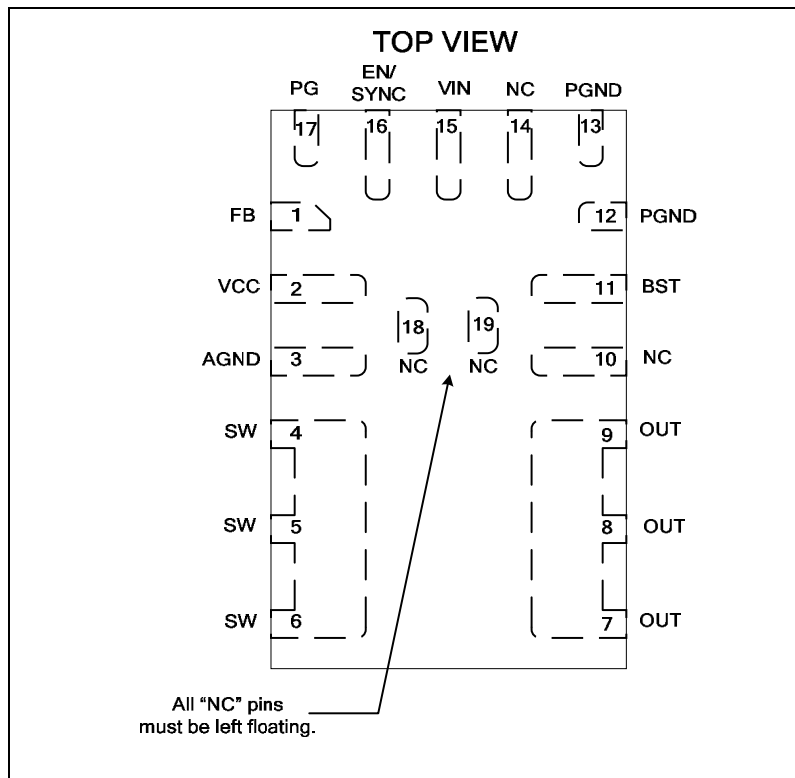 TOP VIEW
PG
EN/
SYNC
VIN
NC
PGND
17
16
15
14
13
FB
1
12
PGND
VCC
2
11
BST
18
19
AGND
3
NC
NC
10
NC
SW
4
9
OUT
SW
5
8
OUT
SW
6
7
OUT
All “NC” pins
must be left floating.